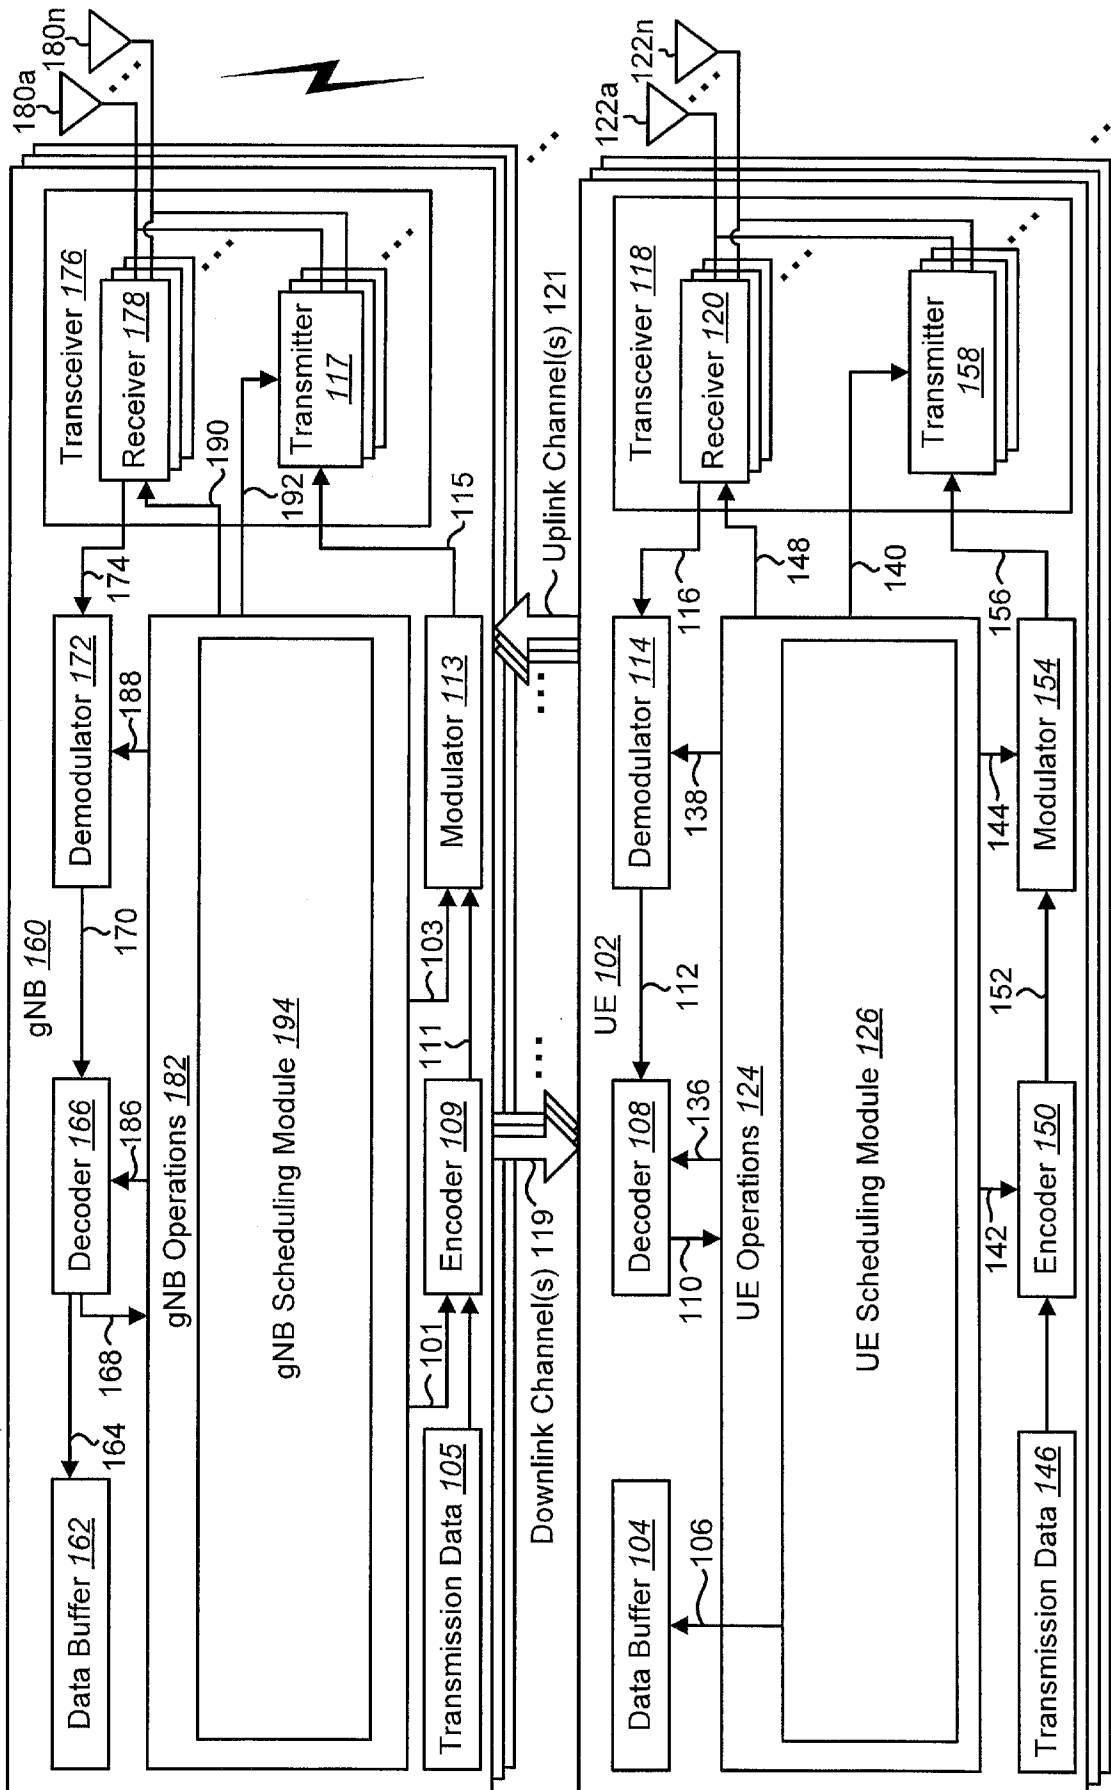 180a
180n
gNB 160
Transceiver 176
Receiver 178
Transmitter
117
190
192
115
174
Demodulator 172
188
170
Decoder 166
186
168
164
Data Buffer 162
gNB Operations 182
gNB Scheduling Module 194
Modulator 113
103
111
Encoder 109
101
Transmission Data 105
Uplink Channel(s) 121
Downlink Channel(s) 119
122a
122n
UE 102
Transceiver 118
Receiver 120
Transmitter
158
116
148
140
156
Demodulator 114
138
112
Decoder 108
136
110
Data Buffer 104
106
UE Operations 124
UE Scheduling Module 126
144
Modulator 154
152
142
Encoder 150
Transmission Data 146